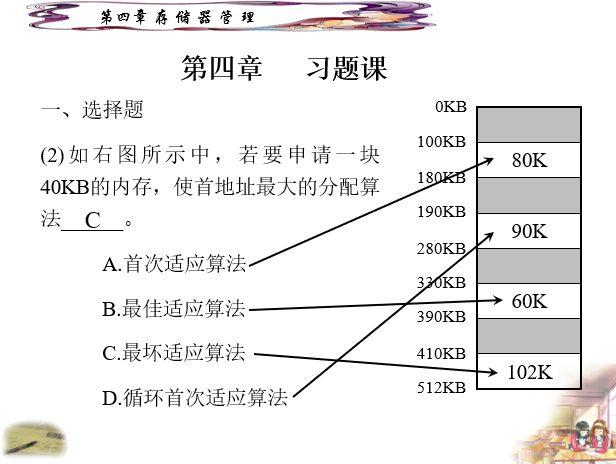 第四章存储器管理
第四章 习题课
一、选择题
(2)如右图所示中，若要申请一块
40KB的内存，使首地址最大的分配算
法 C 。
A.首次适应算法
B.最佳适应算法
C.最坏适应算法
D.循环首次适应算法
0KB
100KB
80K
180KB
190KB
90K
280KB
330KB
60K
390KB
410KB
102K
512KB